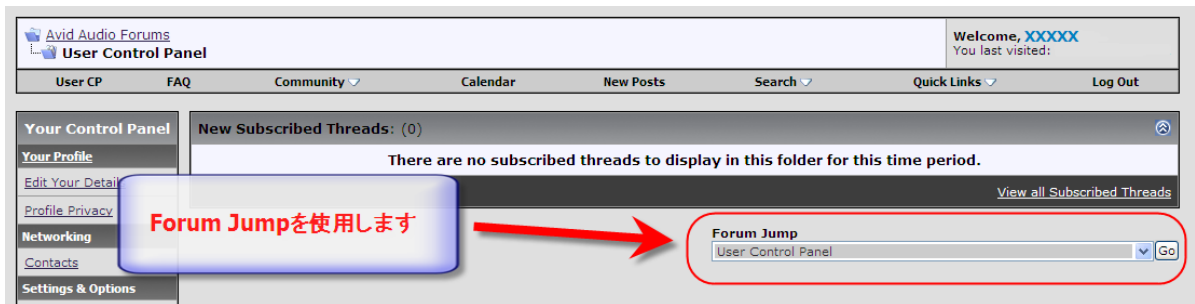 Avid Audio Forums
User Control Panel
Welcome, XXXXX
You last visited:
User CP FAQ Community Calendar New Posts Search Quick Links Log Out
Your Control Panel
Your Profile
Edit Your Detail
Profile Privacy
Networking
Contacts
Settings & Options
New Subscribed Threads: (0)
There are no subscribed threads to display in this folder for this time period.
View all Subscribed Threads
Forum Jumpを使用します
Forum Jump
User Control Panel
Go